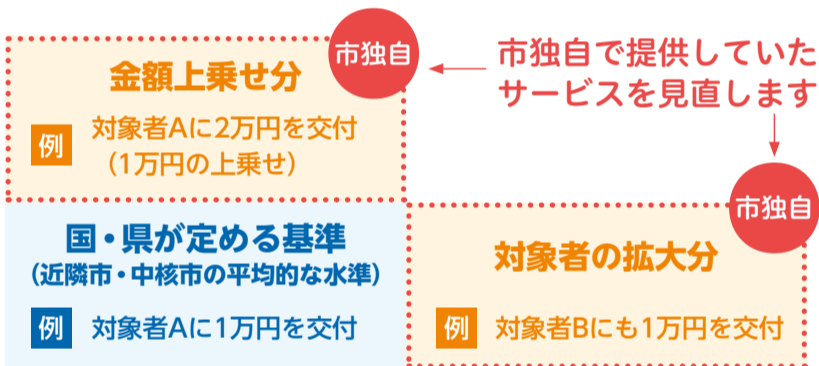 市独自
市独自で提供していた
サービスを見直します
金額上乗せ分
例
対象者Aに2万円を交付
(1万円の上乗せ)
国・県が定める基準
(近隣市・中核市の平均的な水準)
例
対象者Aに1万円を交付
市独自
対象者の拡大分
例
対象者Bにも1万円を交付